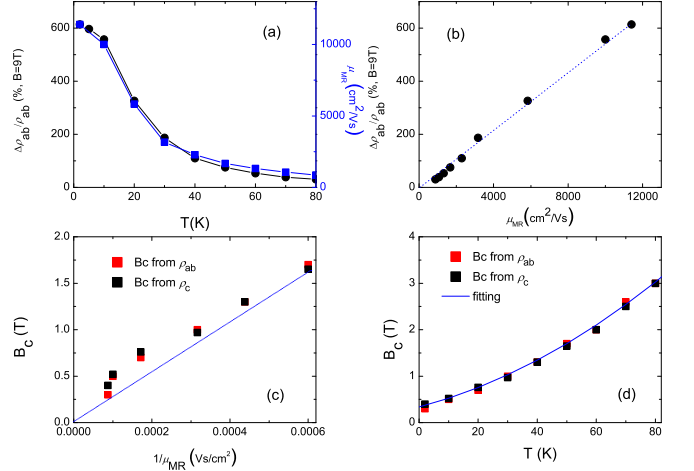 (a)
600
400
200
0
Δρab/ρab (%, B=9T)
10000
5000
0
μMR(cm²/Vs)
0 20 40 60 80
T(K)
(b)
600
400
200
0
Δρab/ρab (%, B=9T)
0 4000 8000 12000
μMR(cm²/Vs)
2.0
1.5
1.0
0.5
0.0
Bc (T)
Bc from ρab
Bc from ρc
(c)
0.0000 0.0002 0.0004 0.0006
1/μMR (Vs/cm²)
4
3
2
1
0
Bc (T)
Bc from ρab
Bc from ρc
fitting
(d)
0 20 40 60 80
T (K)